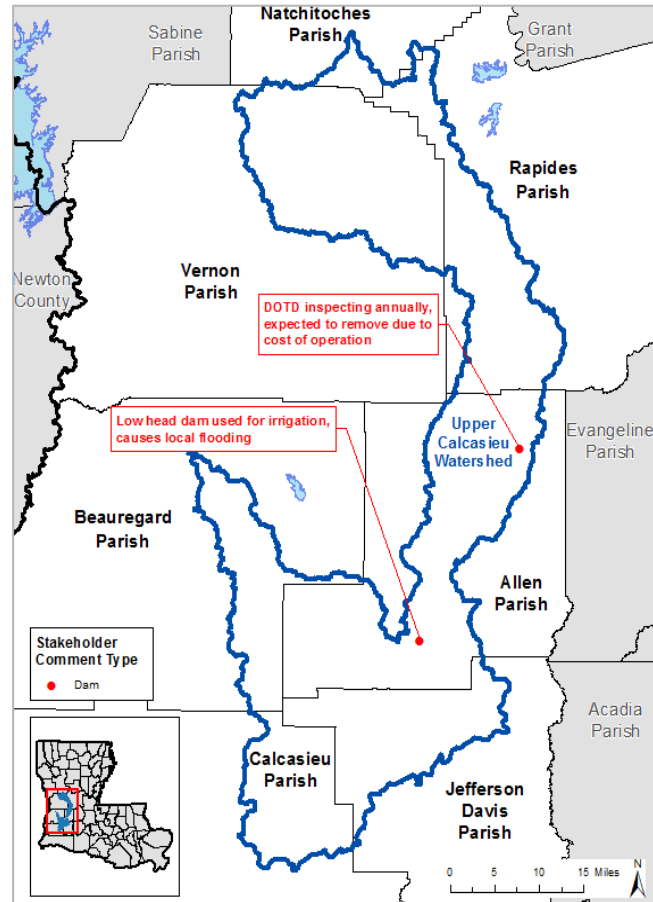 Natchitoches
Parish
Sabine
Parish
Grant
Parish
Rapides
Parish
Vernon
Parish
Newton
County
DOTD inspecting annually,
expected to remove due to
cost of operation
Low head dam used for irrigation,
causes local flooding
Upper
Calcasieu
Watershed
Evangeline
Parish
Beauregard
Parish
Allen
Parish
Stakeholder
Comment Type
Dam
Acadia
Parish
Calcasieu
Parish
Jefferson
Davis
Parish
N
0 5 10 15 Miles